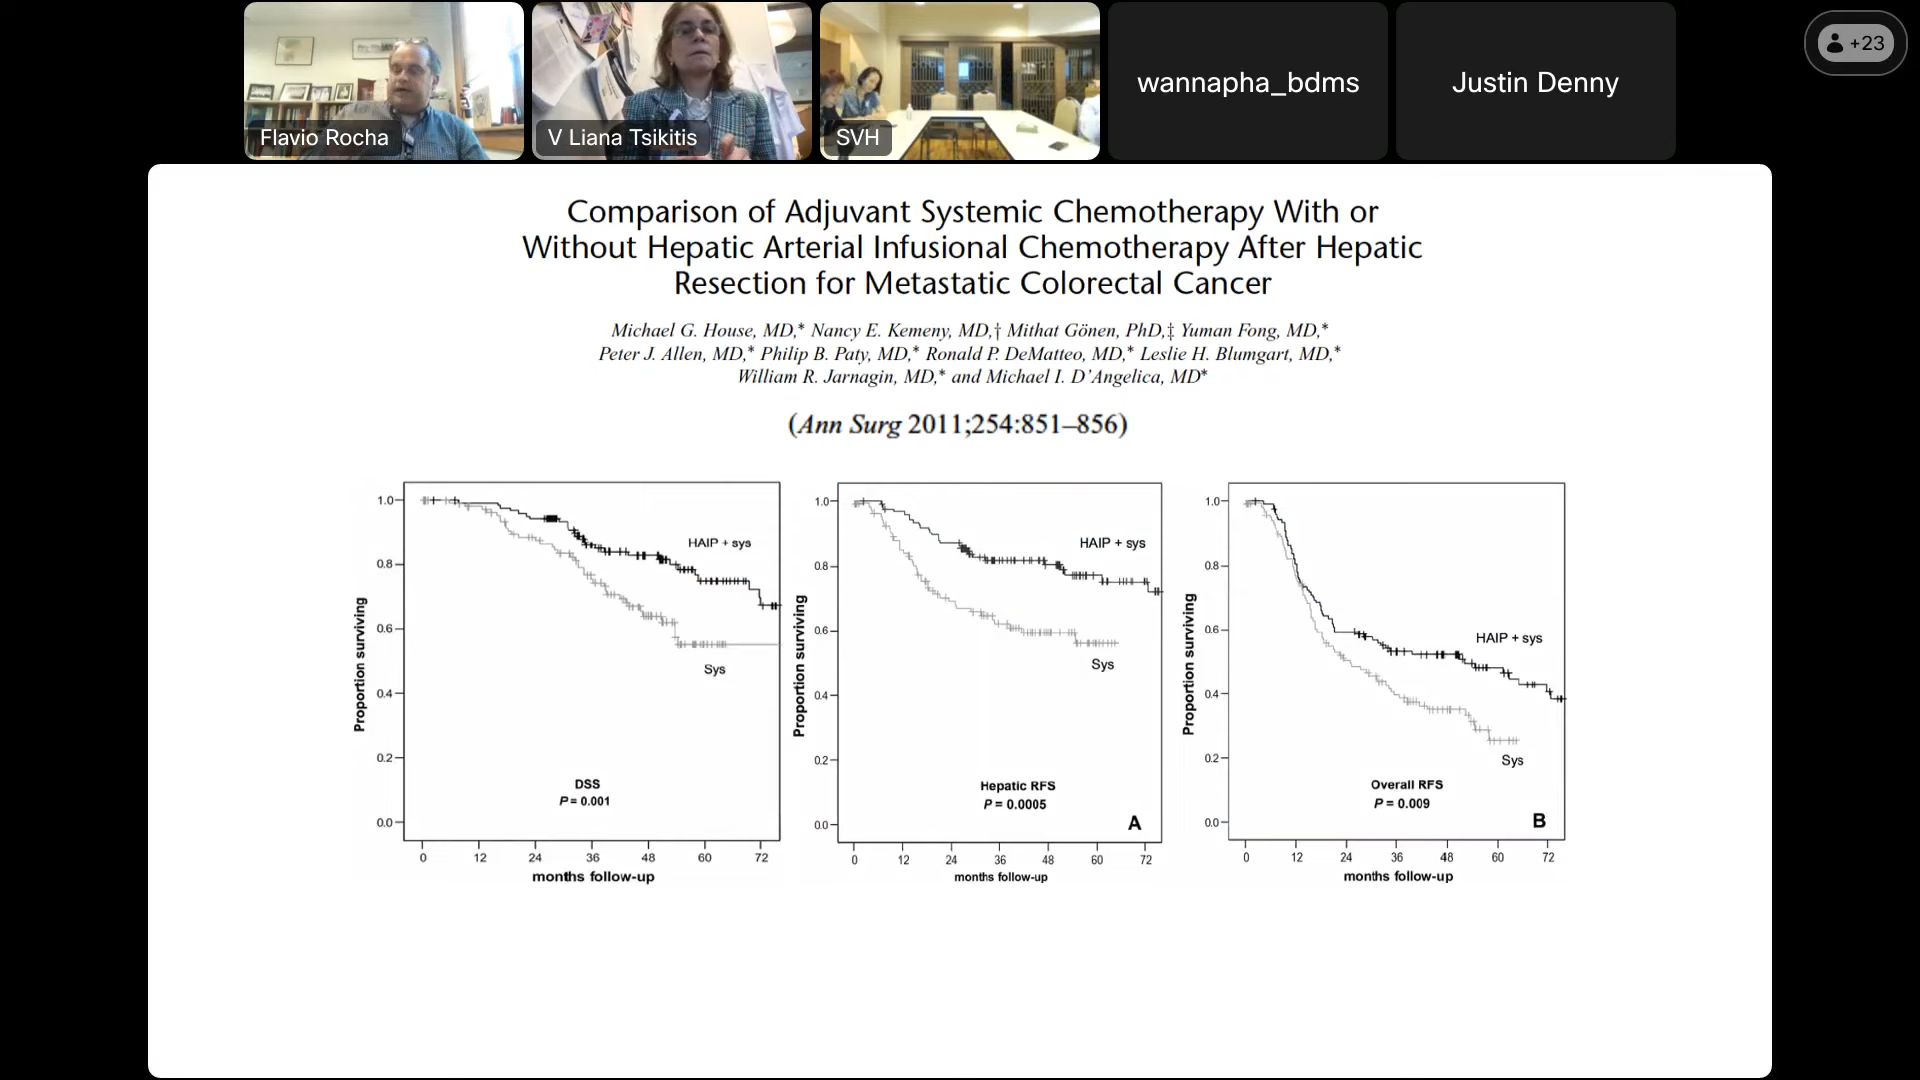 Flavio Rocha
V Liana Tsikitis
SVH
wannapha_bdms
Justin Denny
+23
Comparison of Adjuvant Systemic Chemotherapy With or
Without Hepatic Arterial Infusional Chemotherapy After Hepatic
Resection for Metastatic Colorectal Cancer
Michael G. House, MD,* Nancy E. Kemeny, MD,† Mithat Gönen, PhD,‡ Yuman Fong, MD,*
Peter J. Allen, MD,* Philip B. Paty, MD,* Ronald P. DeMatteo, MD,* Leslie H. Blumgart, MD,*
William R. Jarnagin, MD,* and Michael I. D’Angelica, MD*
(Ann Surg 2011;254:851–856)
Proportion surviving
1.0
0.8
0.6
0.4
0.2
0.0
HAIP + sys
Sys
DSS
P = 0.001
0 12 24 36 48 60 72
months follow-up
Proportion surviving
1.0
0.8
0.6
0.4
0.2
0.0
HAIP + sys
Sys
Hepatic RFS
P = 0.0005
A
0 12 24 36 48 60 72
months follow-up
Proportion surviving
1.0
0.8
0.6
0.4
0.2
0.0
HAIP + sys
Sys
Overall RFS
P = 0.009
B
0 12 24 36 48 60 72
months follow-up